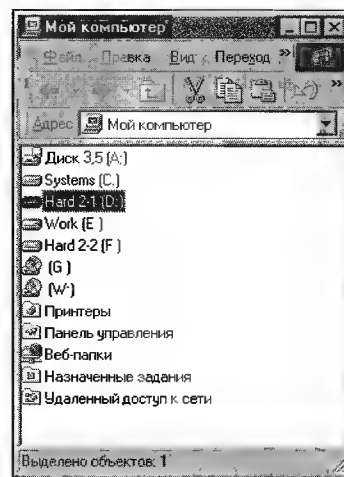 Мой компьютер
Файл Правка Вид Переход »
»
Адрес Мой компьютер
Диск 3,5 (A:)
Systems (C:)
Hard 2-1 (D:)
Work (E )
Hard 2-2 (F )
(G )
(W:)
Принтеры
Панель управления
Веб-папки
Назначенные задания
Удаленный доступ к сети
Выделено объектов: 1